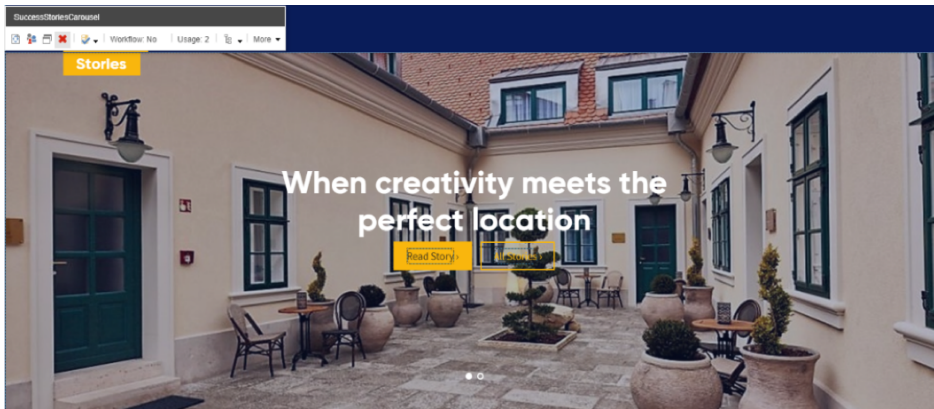 SuccessStoriesCarousel
Workflow: No Usage: 2 More
Stories
When creativity meets the
perfect location
Read Story › All Stories ›